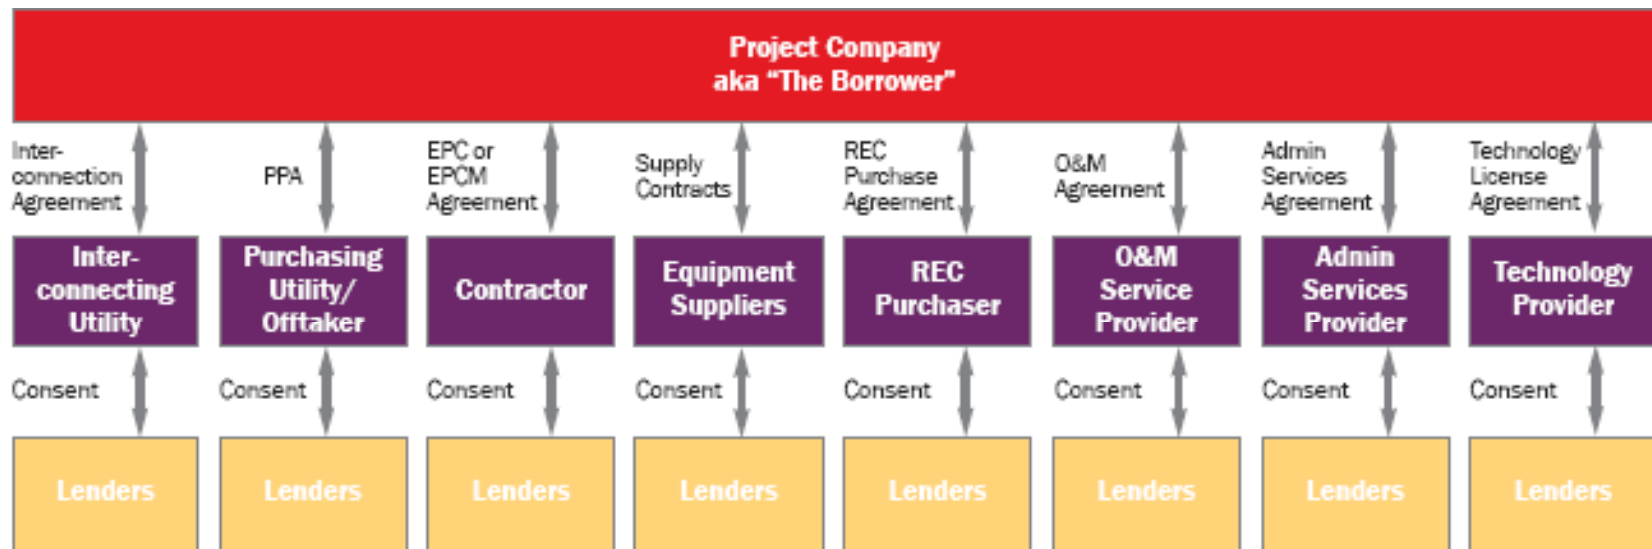 Project Company
aka “The Borrower”
Inter-
connection
Agreement
PPA
EPC or
EPCM
Agreement
Supply
Contracts
REC
Purchase
Agreement
O&M
Agreement
Admin
Services
Agreement
Technology
License
Agreement
Inter-
connecting
Utility
Purchasing
Utility/
Offtaker
Contractor
Equipment
Suppliers
REC
Purchaser
O&M
Service
Provider
Admin
Services
Provider
Technology
Provider
Consent
Consent
Consent
Consent
Consent
Consent
Consent
Consent
Lenders
Lenders
Lenders
Lenders
Lenders
Lenders
Lenders
Lenders